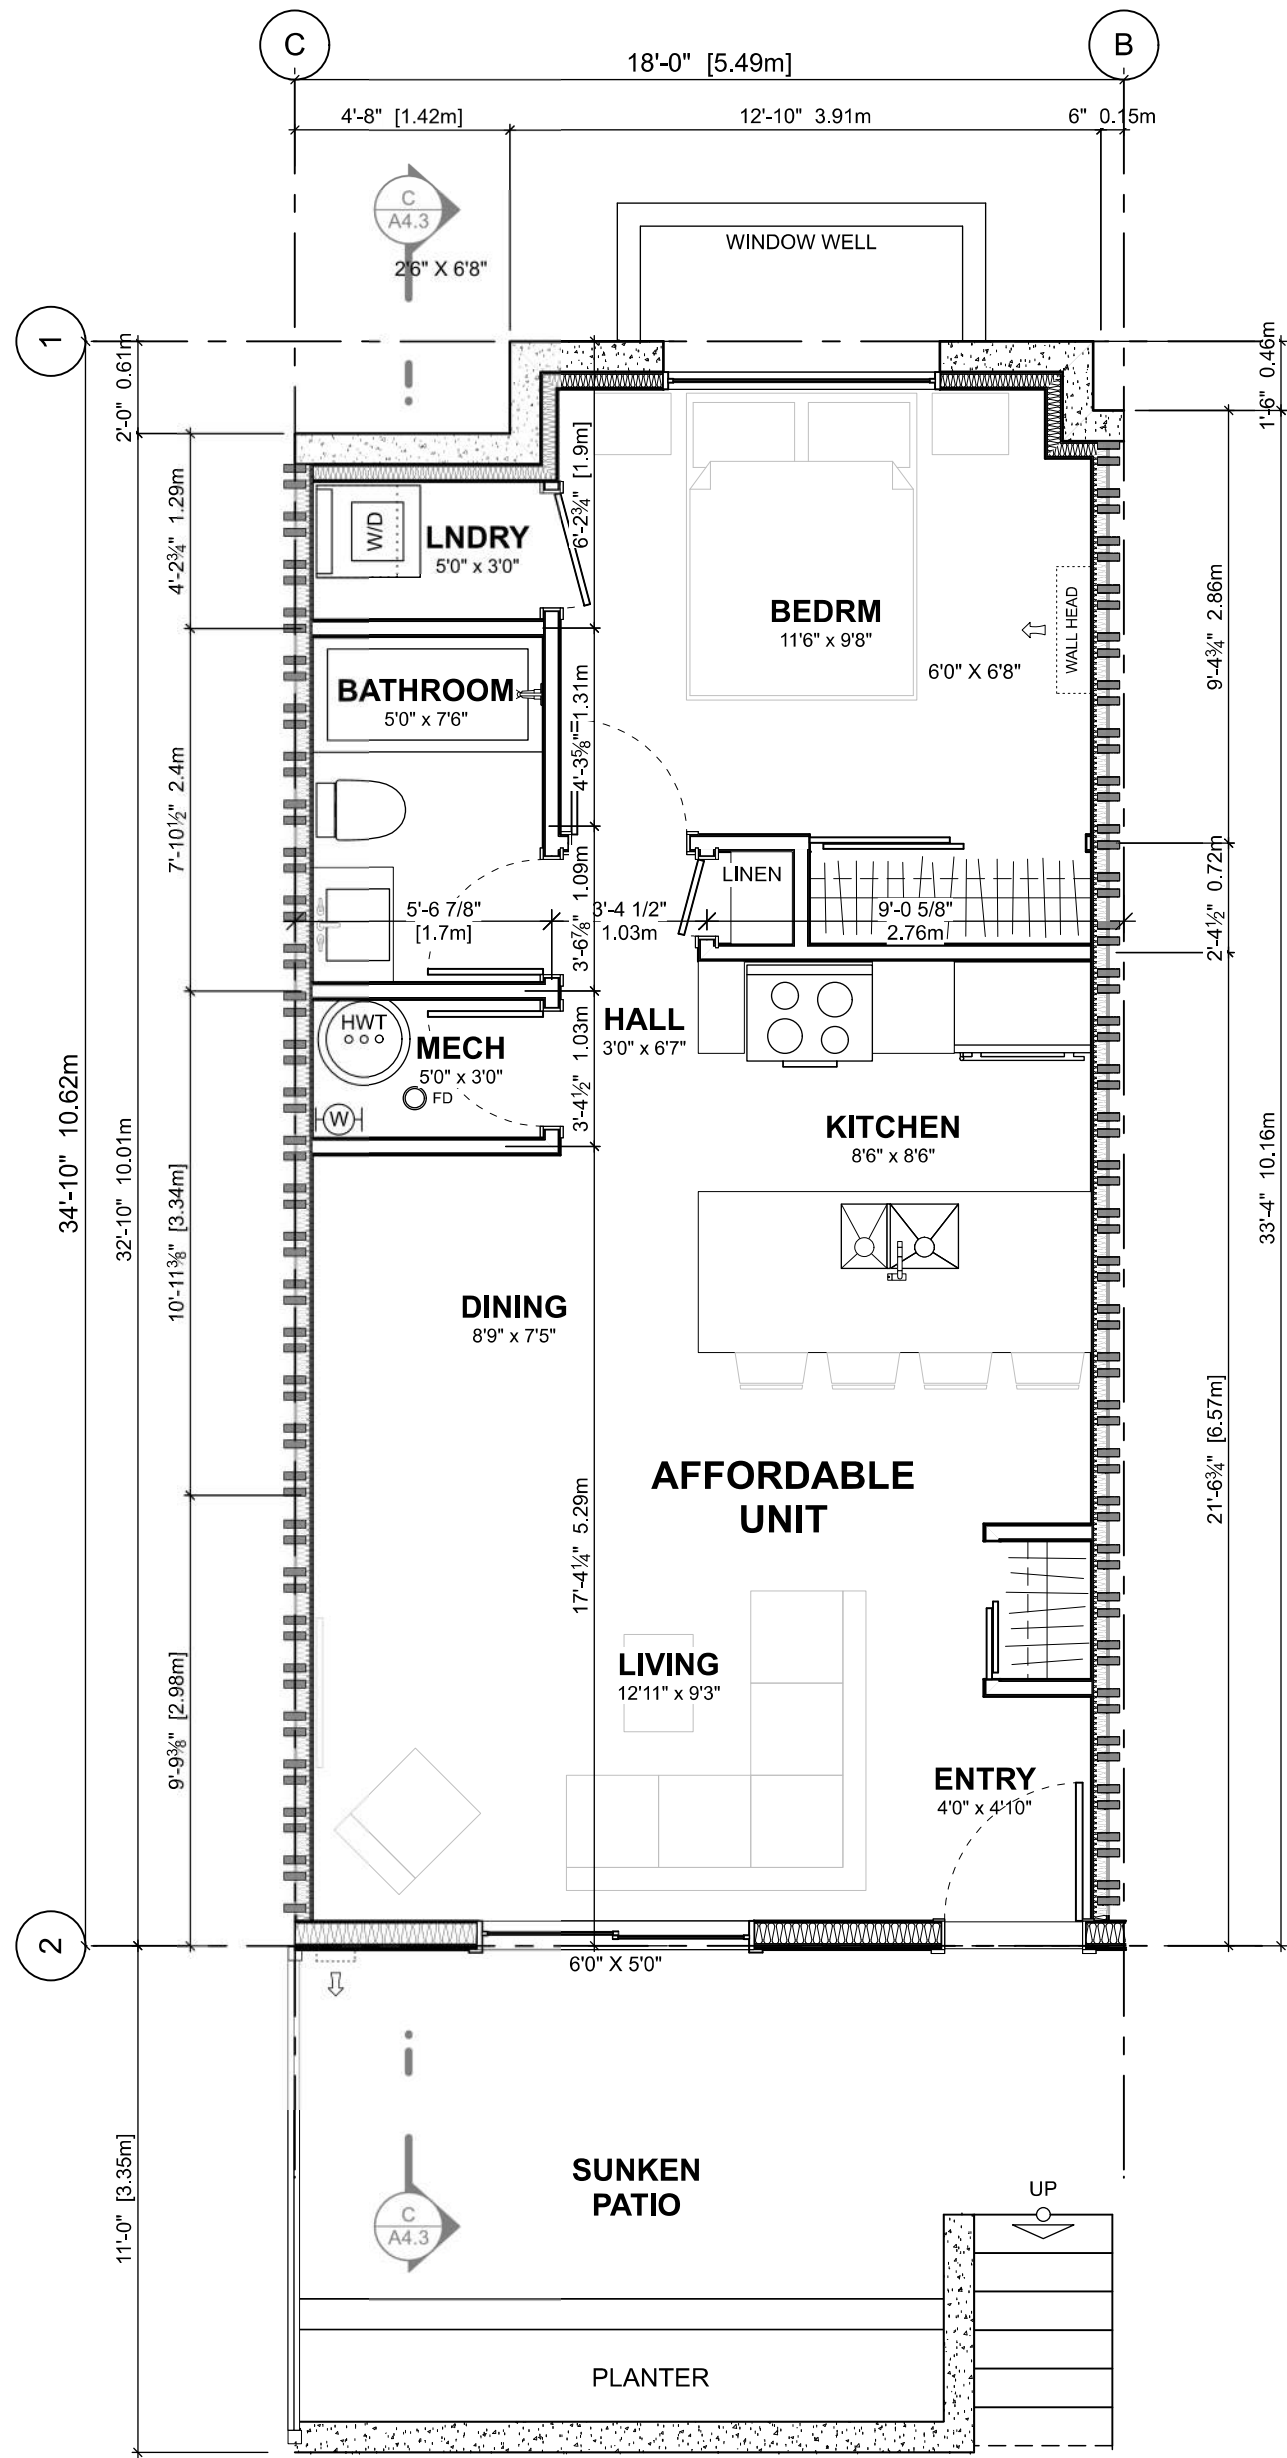 C
B
18'-0" [5.49m]
4'-8" [1.42m]
12'-10" 3.91m
6" 0.15m
C
A4.3
2'6" X 6'8"
WINDOW WELL
1
2'-0" 0.61m
1'-6" 0.46m
4'-2¾" 1.29m
6'-2¾" [1.9m]
W/D
LNDRY
5'0" x 3'0"
BEDRM
11'6" x 9'8"
WALL HEAD
9'-4¾" 2.86m
6'0" X 6'8"
BATHROOM
5'0" x 7'6"
4'-3⅝" 1.31m
7'-10½" 2.4m
LINEN
3'-6⅞" 1.09m
2'-4½" 0.72m
5'-6 7/8"
[1.7m]
3'-4 1/2"
1.03m
9'-0 5/8"
2.76m
HWT
MECH
5'0" x 3'0"
FD
W
HALL
3'0" x 6'7"
3'-4½" 1.03m
KITCHEN
8'6" x 8'6"
34'-10" 10.62m
32'-10" 10.01m
10'-11⅜" [3.34m]
33'-4" 10.16m
DINING
8'9" x 7'5"
21'-6¾" [6.57m]
AFFORDABLE
UNIT
17'-4¼" 5.29m
LIVING
12'11" x 9'3"
9'-9⅜" [2.98m]
ENTRY
4'0" x 4'10"
2
6'0" X 5'0"
11'-0" [3.35m]
SUNKEN
PATIO
C
A4.3
UP
PLANTER